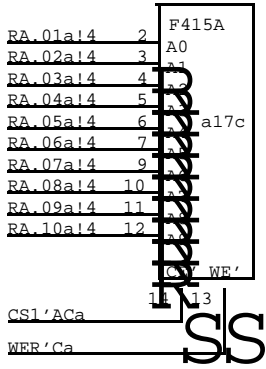 F415A
RA.01a!4 2 A0
RA.02a!4 3 A1
RA.03a!4 4
RA.04a!4 5
RA.05a!4 6 a17c
RA.06a!4 7
RA.07a!4 9
RA.08a!4 10
RA.09a!4 11
RA.10a!4 12
WE'
14 13
CS1'ACa
WER'Ca
SS